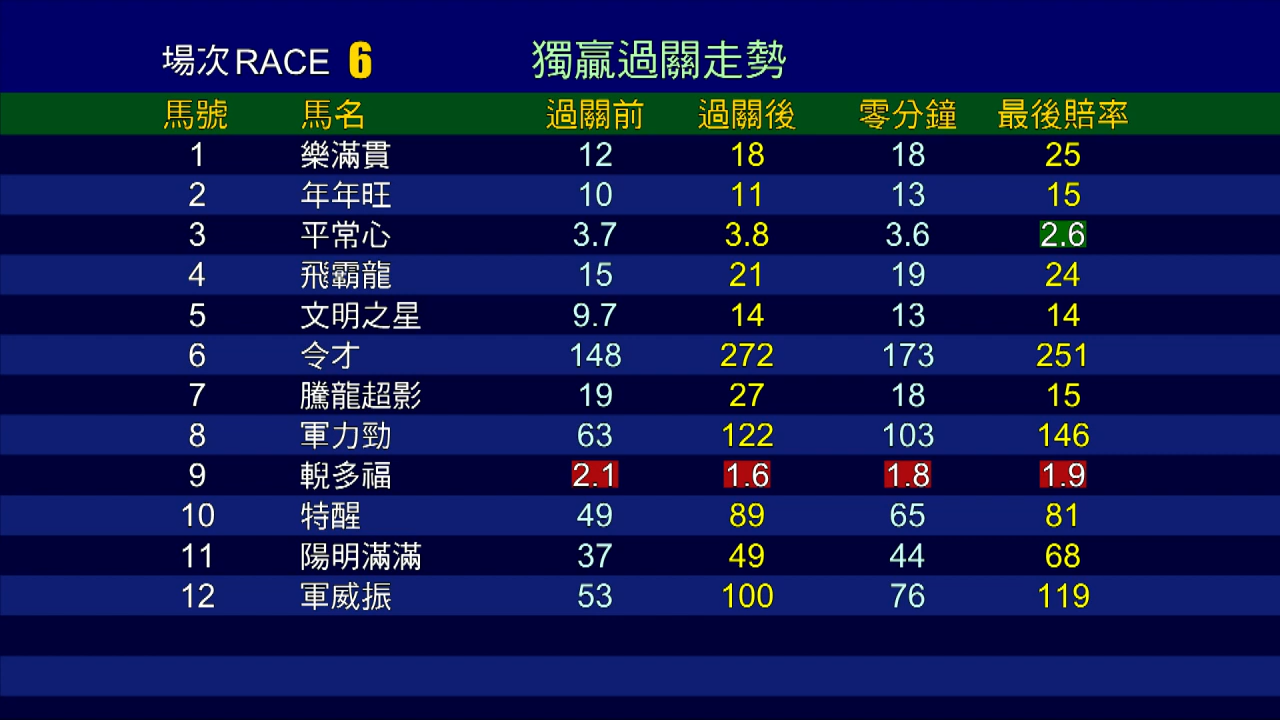 場次RACE 6 獨贏過關走勢
馬號 馬名 過關前 過關後 零分鐘 最後賠率
1 樂滿貫 12 18 18 25
2 年年旺 10 11 13 15
3 平常心 3.7 3.8 3.6 2.6
4 飛霸龍 15 21 19 24
5 文明之星 9.7 14 13 14
6 令才 148 272 173 251
7 騰龍超影 19 27 18 15
8 軍力勁 63 122 103 146
9 輗多福 2.1 1.6 1.8 1.9
10 特醒 49 89 65 81
11 陽明滿滿 37 49 44 68
12 軍威振 53 100 76 119